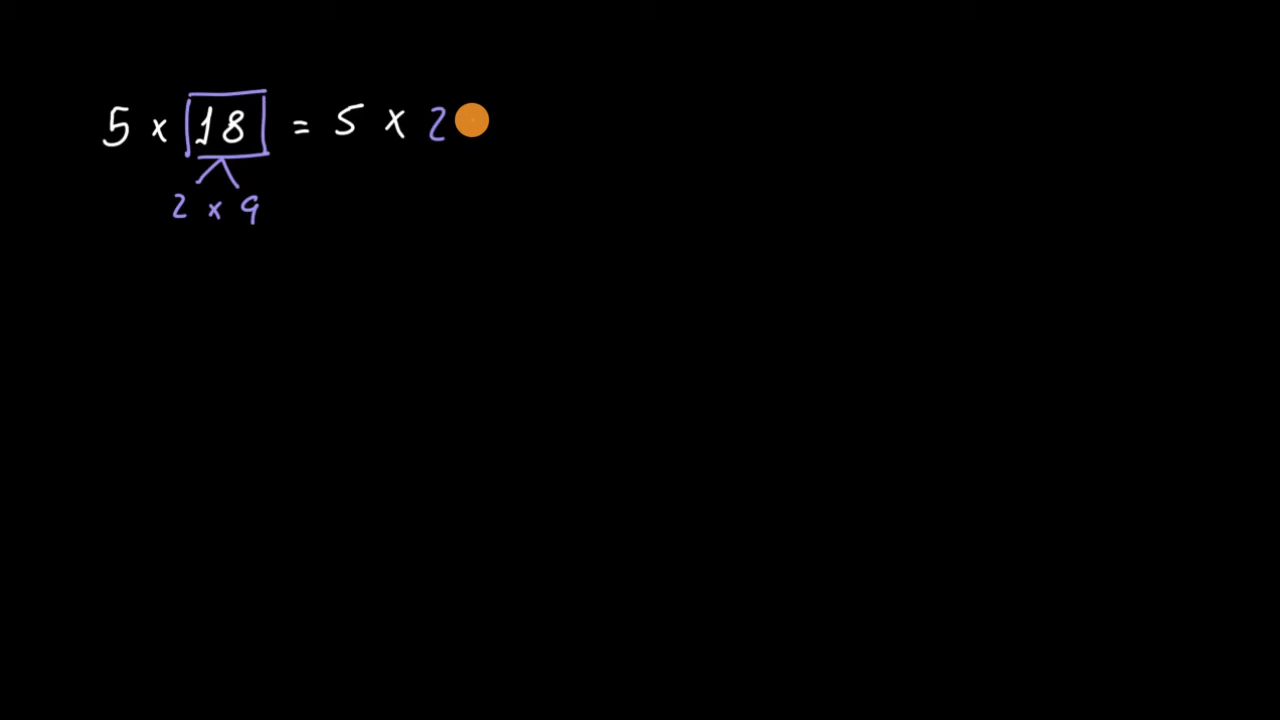 5 × 18 = 5 × 2
2 × 9